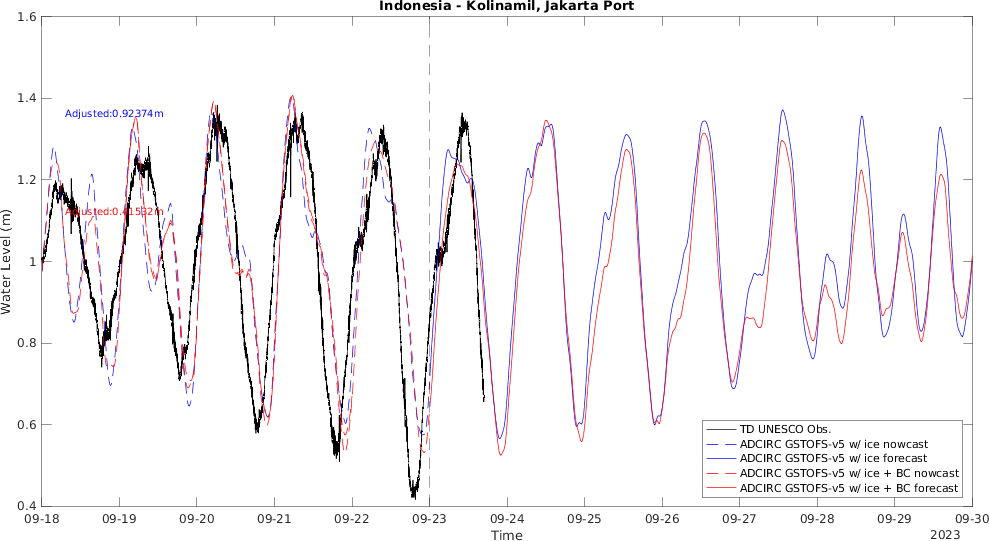 Indonesia - Kolinamil, Jakarta Port
1.6
1.4
1.2
1
0.8
0.6
0.4
Water Level (m)
Adjusted:0.92374m
TD UNESCO Obs.
ADCIRC GSTOFS-v5 w/ ice nowcast
ADCIRC GSTOFS-v5 w/ ice forecast
ADCIRC GSTOFS-v5 w/ ice + BC nowcast
ADCIRC GSTOFS-v5 w/ ice + BC forecast
09-18 09-19 09-20 09-21 09-22 09-23 09-24 09-25 09-26 09-27 09-28 09-29 09-30
Time
2023